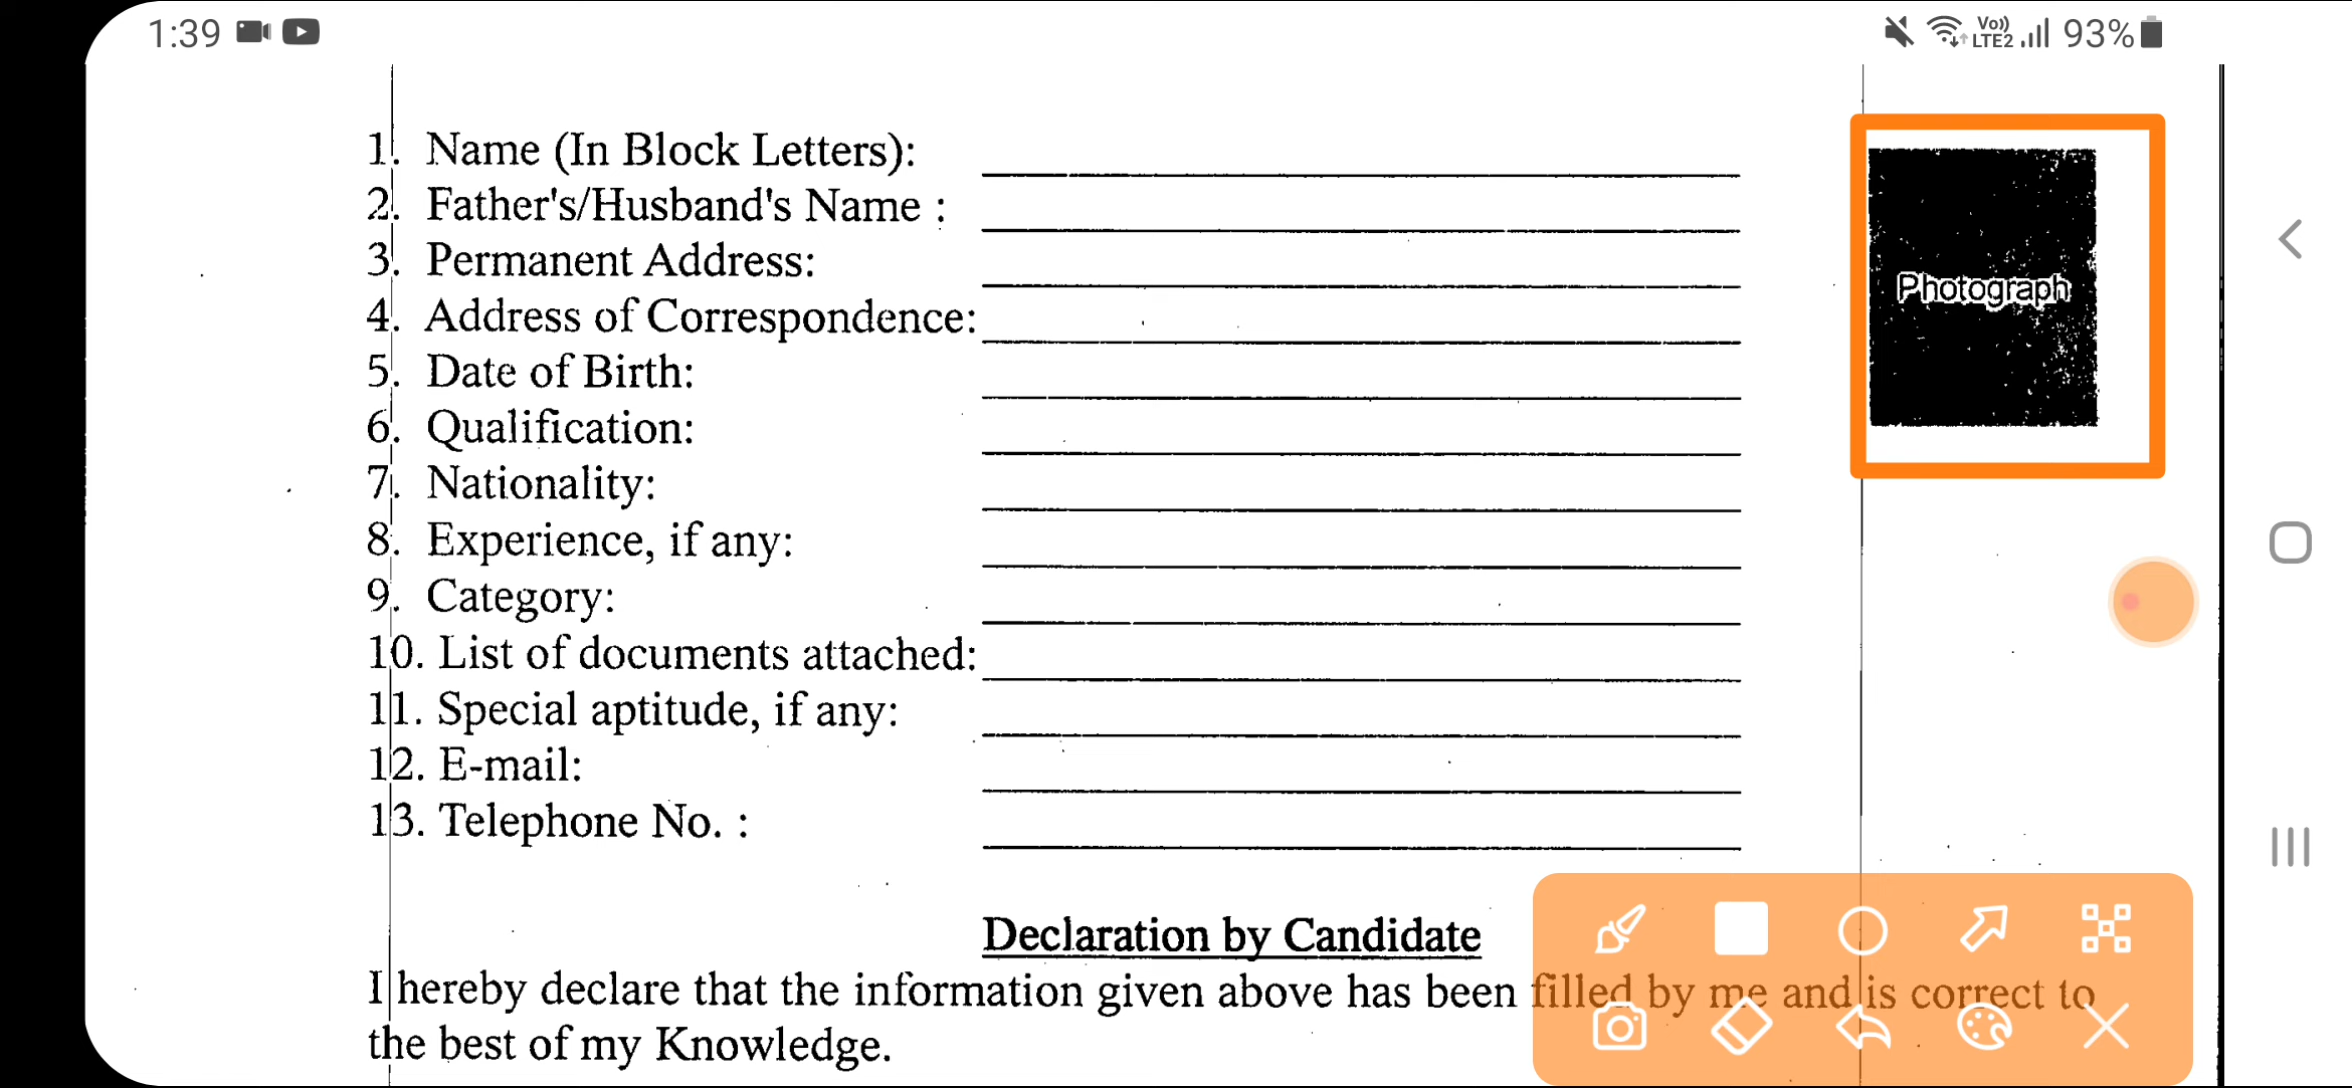 1:39
Vo)) LTE2 93%
1. Name (In Block Letters):
2. Father's/Husband's Name :
3. Permanent Address:
4. Address of Correspondence:
5. Date of Birth:
6. Qualification:
7. Nationality:
8. Experience, if any:
9. Category:
10. List of documents attached:
11. Special aptitude, if any:
12. E-mail:
13. Telephone No. :
Photograph
Declaration by Candidate
I hereby declare that the information given above has been filled by me and is correct to
the best of my Knowledge.